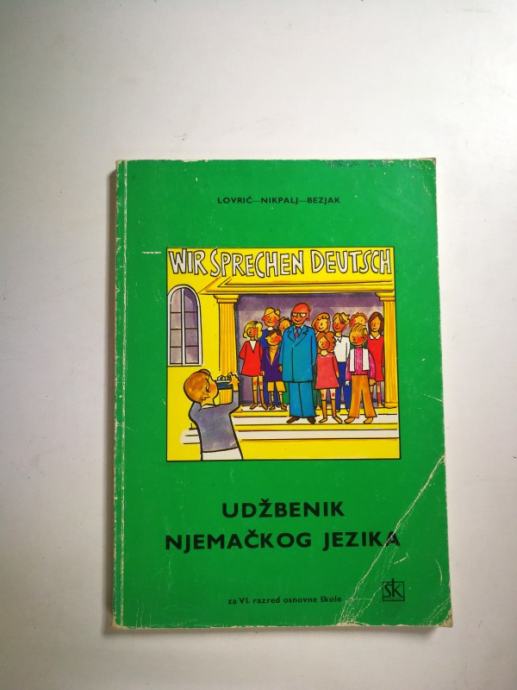 LOVRIĆ—NIKPALJ—BEZJAK
WIR SPRECHEN DEUTSCH
UDŽBENIK
NJEMAČKOG JEZIKA
za VI. razred osnovne škole
ŠK